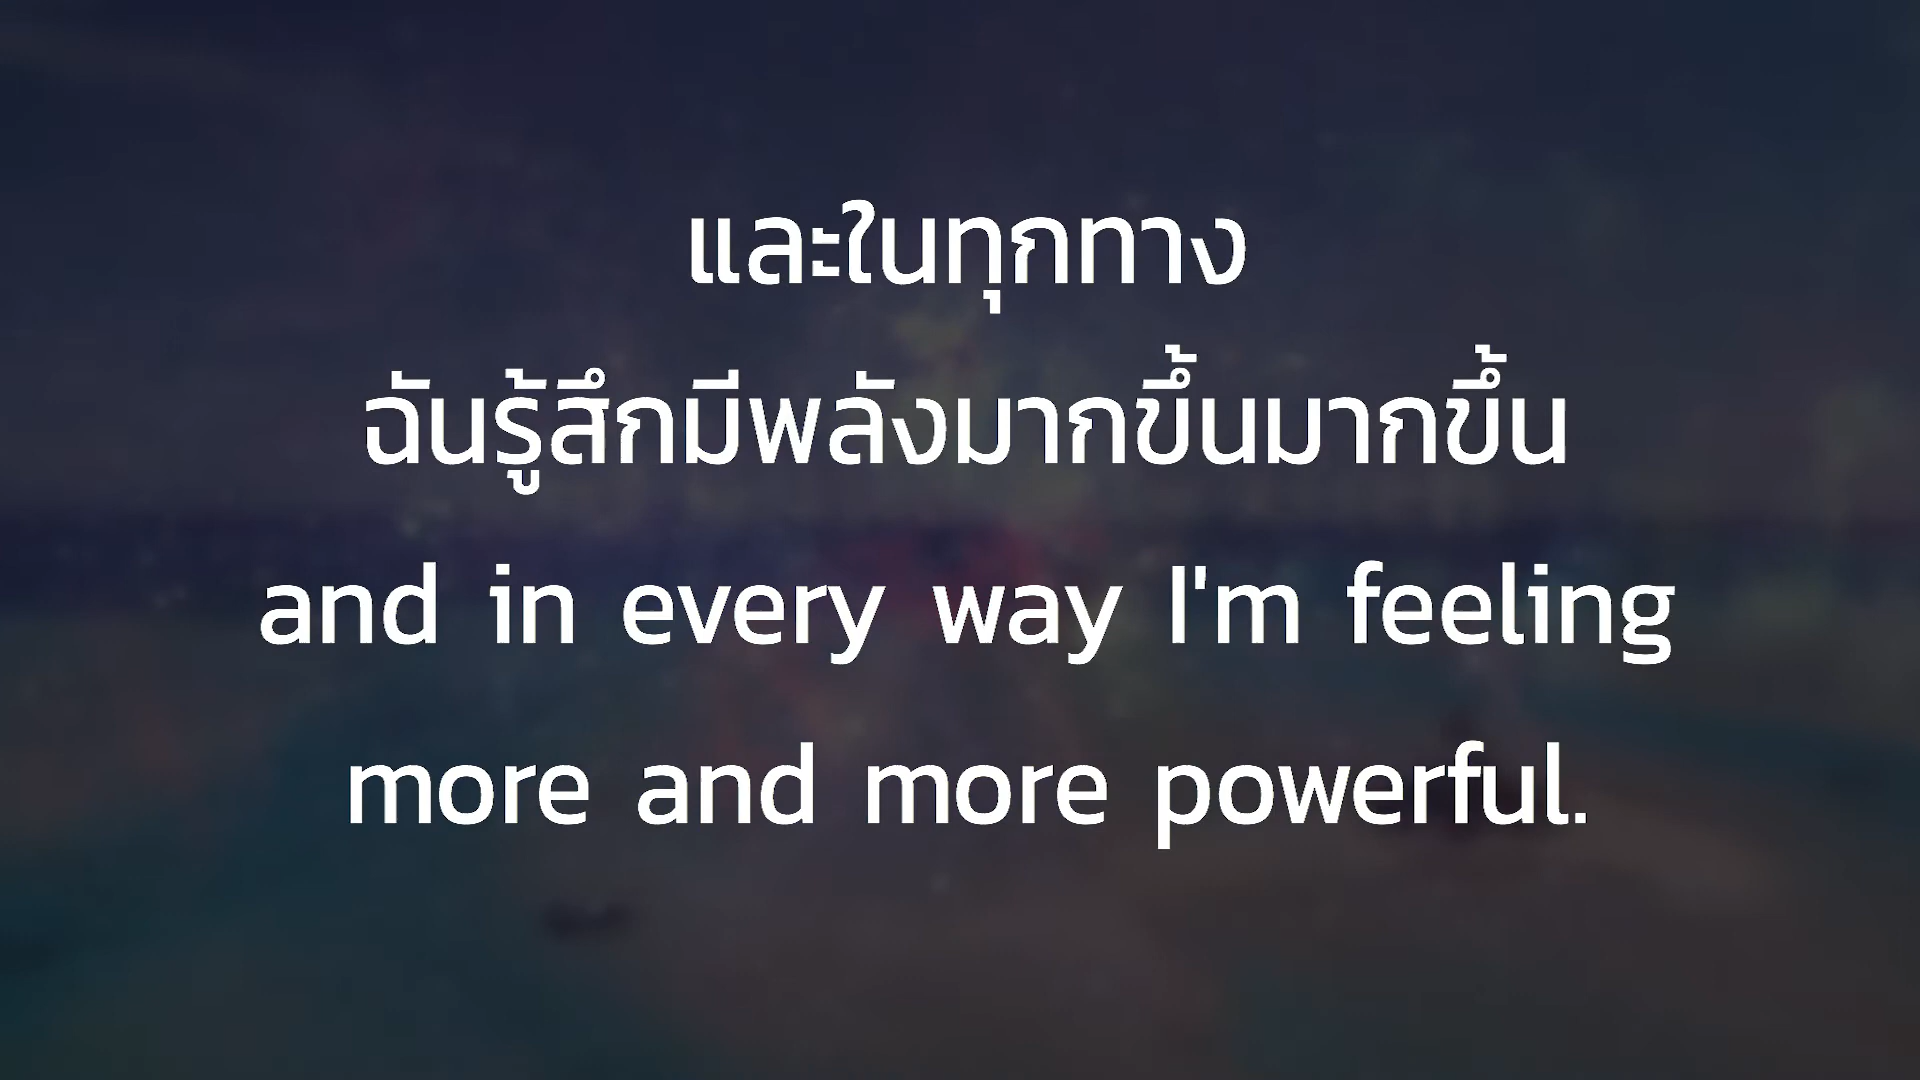 และในทุกทาง
ฉันรู้สึกมีพลังมากขึ้นมากขึ้น
and in every way I'm feeling
more and more powerful.